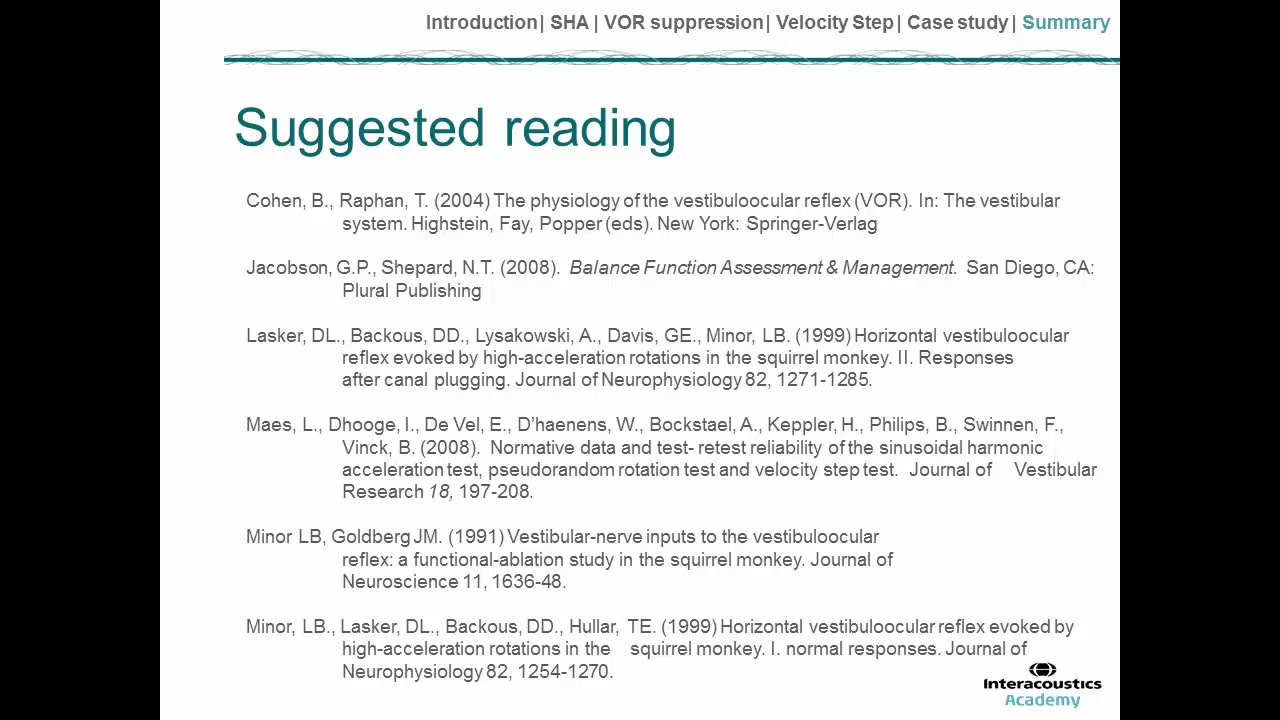 Introduction| SHA | VOR suppression| Velocity Step| Case study| Summary
Suggested reading
Cohen, B., Raphan, T. (2004) The physiology of the vestibuloocular reflex (VOR). In: The vestibular
system. Highstein, Fay, Popper (eds). New York: Springer-Verlag
Jacobson, G.P., Shepard, N.T. (2008). Balance Function Assessment & Management. San Diego, CA:
Plural Publishing
Lasker, DL., Backous, DD., Lysakowski, A., Davis, GE., Minor, LB. (1999) Horizontal vestibuloocular
reflex evoked by high-acceleration rotations in the squirrel monkey. II. Responses
after canal plugging. Journal of Neurophysiology 82, 1271-1285.
Maes, L., Dhooge, I., De Vel, E., D’haenens, W., Bockstael, A., Keppler, H., Philips, B., Swinnen, F.,
Vinck, B. (2008). Normative data and test- retest reliability of the sinusoidal harmonic
acceleration test, pseudorandom rotation test and velocity step test. Journal of Vestibular
Research 18, 197-208.
Minor LB, Goldberg JM. (1991) Vestibular-nerve inputs to the vestibuloocular
reflex: a functional-ablation study in the squirrel monkey. Journal of
Neuroscience 11, 1636-48.
Minor, LB., Lasker, DL., Backous, DD., Hullar, TE. (1999) Horizontal vestibuloocular reflex evoked by
high-acceleration rotations in the squirrel monkey. I. normal responses. Journal of
Neurophysiology 82, 1254-1270.
Interacoustics
Academy